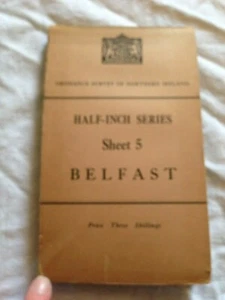 ORDNANCE SURVEY OF NORTHERN IRELAND
HALF-INCH SERIES
Sheet 5
BELFAST
Price Three Shillings